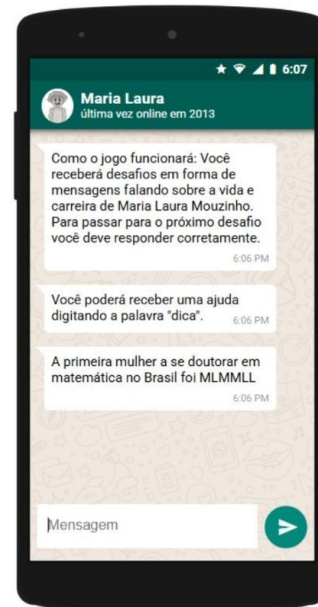 6:07
Maria Laura
última vez online em 2013
Como o jogo funcionará: Você
receberá desafios em forma de
mensagens falando sobre a vida e
carreira de Maria Laura Mouzinho.
Para passar para o próximo desafio
você deve responder corretamente.
6:06 PM
Você poderá receber uma ajuda
digitando a palavra "dica". 6:06 PM
A primeira mulher a se doutorar em
matemática no Brasil foi MLMMLL
6:06 PM
Mensagem